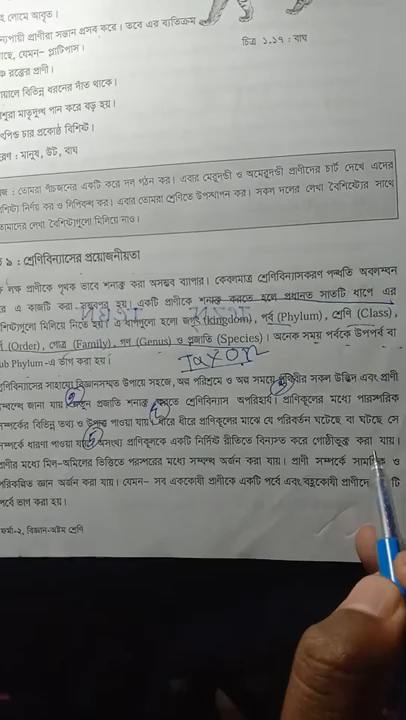 হ লোমে আবৃত।
ন্যপায়ী প্রাণীরা সন্তান প্রসব করে। তবে এর ব্যতিক্রম
াছে, যেমন- প্লাটিপাস।
রক্তের প্রাণী।
য়ালে বিভিন্ন ধরনের দাঁত থাকে।
শুরা মাতৃদুগ্ধ পান করে বড় হয়।
ৎপিন্ড চার প্রকোষ্ঠ বিশিষ্ট।
রণ : মানুষ, উট, বাঘ
চিত্র ১.১৭ : বাঘ
জ : তোমরা পাঁচজনের একটি করে দল গঠন কর। এবার মেরুদণ্ডী ও অমেরুদণ্ডী প্রাণীদের চার্ট দেখে এদের
শিষ্ট্য নির্ণয় কর ও লিপিবদ্ধ কর। এবার তোমরা শ্রেণিতে উপস্থাপন কর। সকল দলের লেখা বৈশিষ্ট্যের সাথে
তামাদের লেখা বৈশিষ্ট্যগুলো মিলিয়ে নাও।
৯ : শ্রেণিবিন্যাসের প্রয়োজনীয়তা
লক্ষ প্রাণীকে পৃথক ভাবে শনাক্ত করা অসম্ভব ব্যাপার। কেবলমাত্র শ্রেণিবিন্যাসকরণ পদ্ধতি অবলম্বন
র এ কাজটি করা সম্ভবপর হয়। একটি প্রাণীকে শনাক্ত করতে হলে প্রধানত সাতটি ধাপে এর
শিষ্ট্যগুলো মিলিয়ে নিতে হয়। এ ধাপগুলো হলো জগৎ (kingdom), পর্ব (Phylum), শ্রেণি (Class),
(Order), গোত্র (Family), গণ (Genus) ও প্রজাতি (Species)। অনেক সময় পর্বকে উপপর্ব বা
ub Phylum-এ ভাগ করা হয়।
Taxon
শ্রেণিবিন্যাসের সাহায্যে বিজ্ঞানসম্মত উপায়ে সহজে, অল্প পরিশ্রমে ও অল্প সময়ে পৃথিবীর সকল উদ্ভিদ এবং প্রাণী
ম্বন্ধে জানা যায়। নতুন প্রজাতি শনাক্ত করতে শ্রেণিবিন্যাস অপরিহার্য। প্রাণিকূলের মধ্যে পারস্পরিক
সম্পর্কের বিভিন্ন তথ্য ও উপাত্ত পাওয়া যায়। ধীরে ধীরে প্রাণিকূলের মাঝে যে পরিবর্তন ঘটেছে বা ঘটছে সে
সম্পর্কে ধারণা পাওয়া যায়। অসংখ্য প্রাণিকূলকে একটি নির্দিষ্ট রীতিতে বিন্যস্ত করে গোষ্ঠীভুক্ত করা যায়।
প্রাণীর মধ্যে মিল-অমিলের ভিত্তিতে পরস্পরের মধ্যে সম্বন্ধ অর্জন করা যায়। প্রাণী সম্পর্কে সামগ্রিক ও
পরিকল্পিত জ্ঞান অর্জন করা যায়। যেমন- সব এককোষী প্রাণীকে একটি পর্বে এবং বহুকোষী প্রাণীদে টি
পর্বে ভাগ করা হয়।
ফর্মা-২, বিজ্ঞান-অষ্টম শ্রেণি